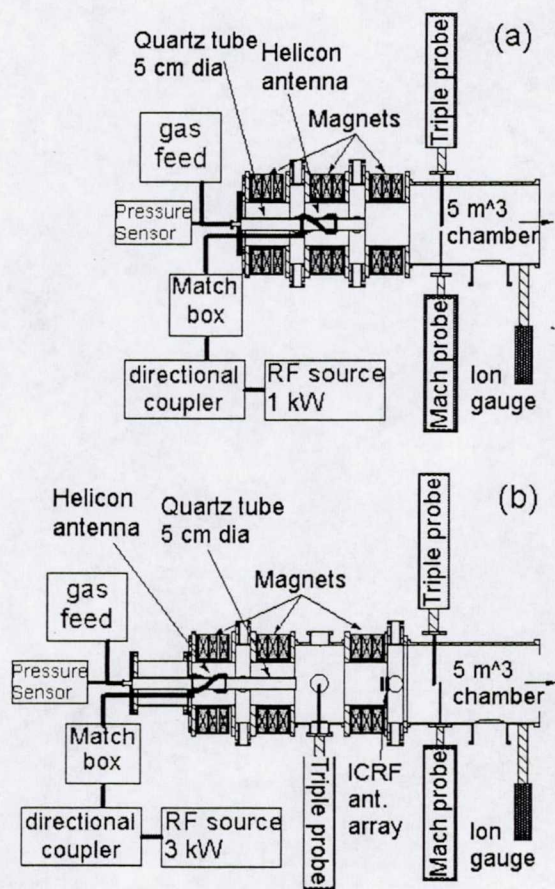 (a)
Quartz tube
5 cm dia
Helicon
antenna
Magnets
Triple probe
gas
feed
Pressure
Sensor
5 m^3
chamber
Match
box
directional
coupler
RF source
1 kW
Mach probe
Ion
gauge
(b)
Helicon
antenna
Quartz tube
5 cm dia
Magnets
Triple probe
gas
feed
Pressure
Sensor
5 m^3
chamber
Match
box
directional
coupler
RF source
3 kW
Triple probe
ICRF
ant.
array
Mach probe
Ion
gauge